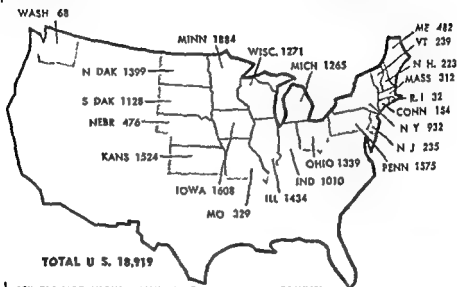 WASH 68
MINN 1884
WISC. 1271
MICH 1265
ME 482
VT 239
N H. 223
MASS 312
R.I 32
CONN 154
N Y 932
N J 235
PENN 1575
N DAK 1399
S DAK 1128
NEBR 476
KANS 1524
IOWA 1608
MO 329
ILL 1434
IND 1010
OHIO 1339
TOTAL U S. 18,919